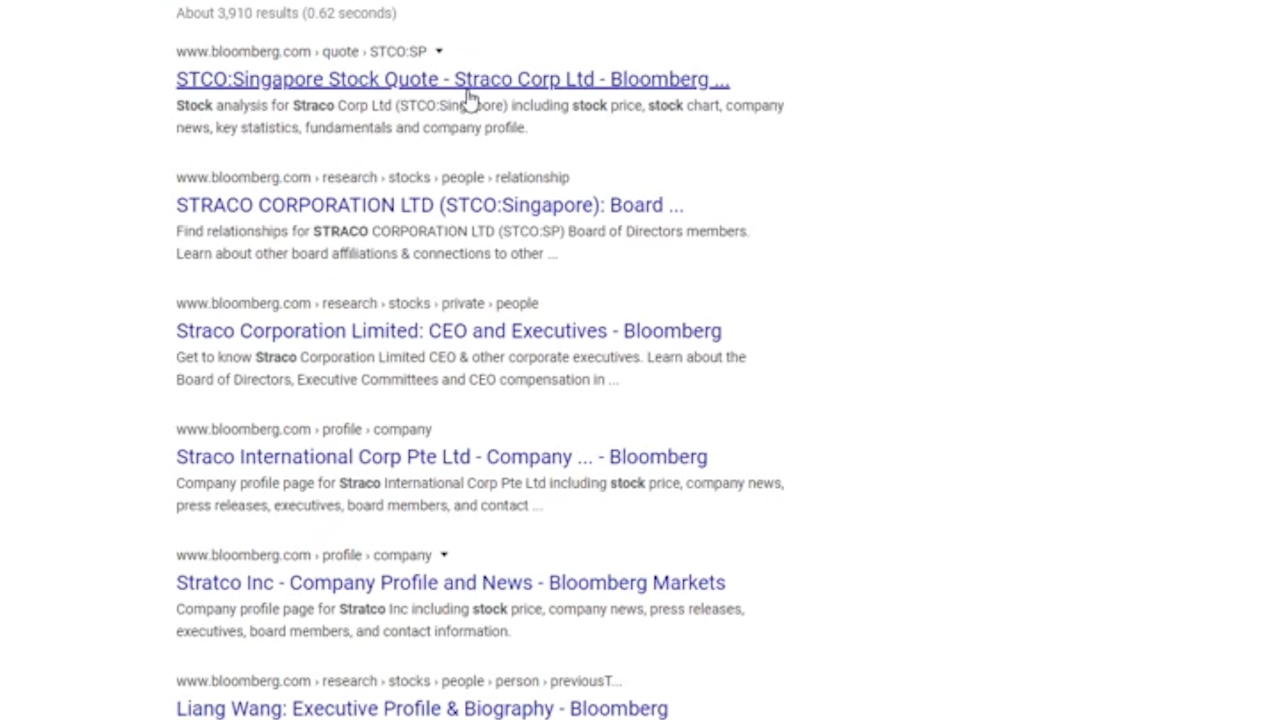 About 3,910 results (0.62 seconds)
www.bloomberg.com › quote › STCO:SP
STCO:Singapore Stock Quote - Straco Corp Ltd - Bloomberg ...
Stock analysis for Straco Corp Ltd (STCO:Singapore) including stock price, stock chart, company
news, key statistics, fundamentals and company profile.
www.bloomberg.com › research › stocks › people › relationship
STRACO CORPORATION LTD (STCO:Singapore): Board ...
Find relationships for STRACO CORPORATION LTD (STCO:SP) Board of Directors members.
Learn about other board affiliations & connections to other ...
www.bloomberg.com › research › stocks › private › people
Straco Corporation Limited: CEO and Executives - Bloomberg
Get to know Straco Corporation Limited CEO & other corporate executives. Learn about the
Board of Directors, Executive Committees and CEO compensation in ...
www.bloomberg.com › profile › company
Straco International Corp Pte Ltd - Company ... - Bloomberg
Company profile page for Straco International Corp Pte Ltd including stock price, company news,
press releases, executives, board members, and contact ...
www.bloomberg.com › profile › company
Stratco Inc - Company Profile and News - Bloomberg Markets
Company profile page for Stratco Inc including stock price, company news, press releases,
executives, board members, and contact information.
www.bloomberg.com › research › stocks › people › person › previousT...
Liang Wang: Executive Profile & Biography - Bloomberg